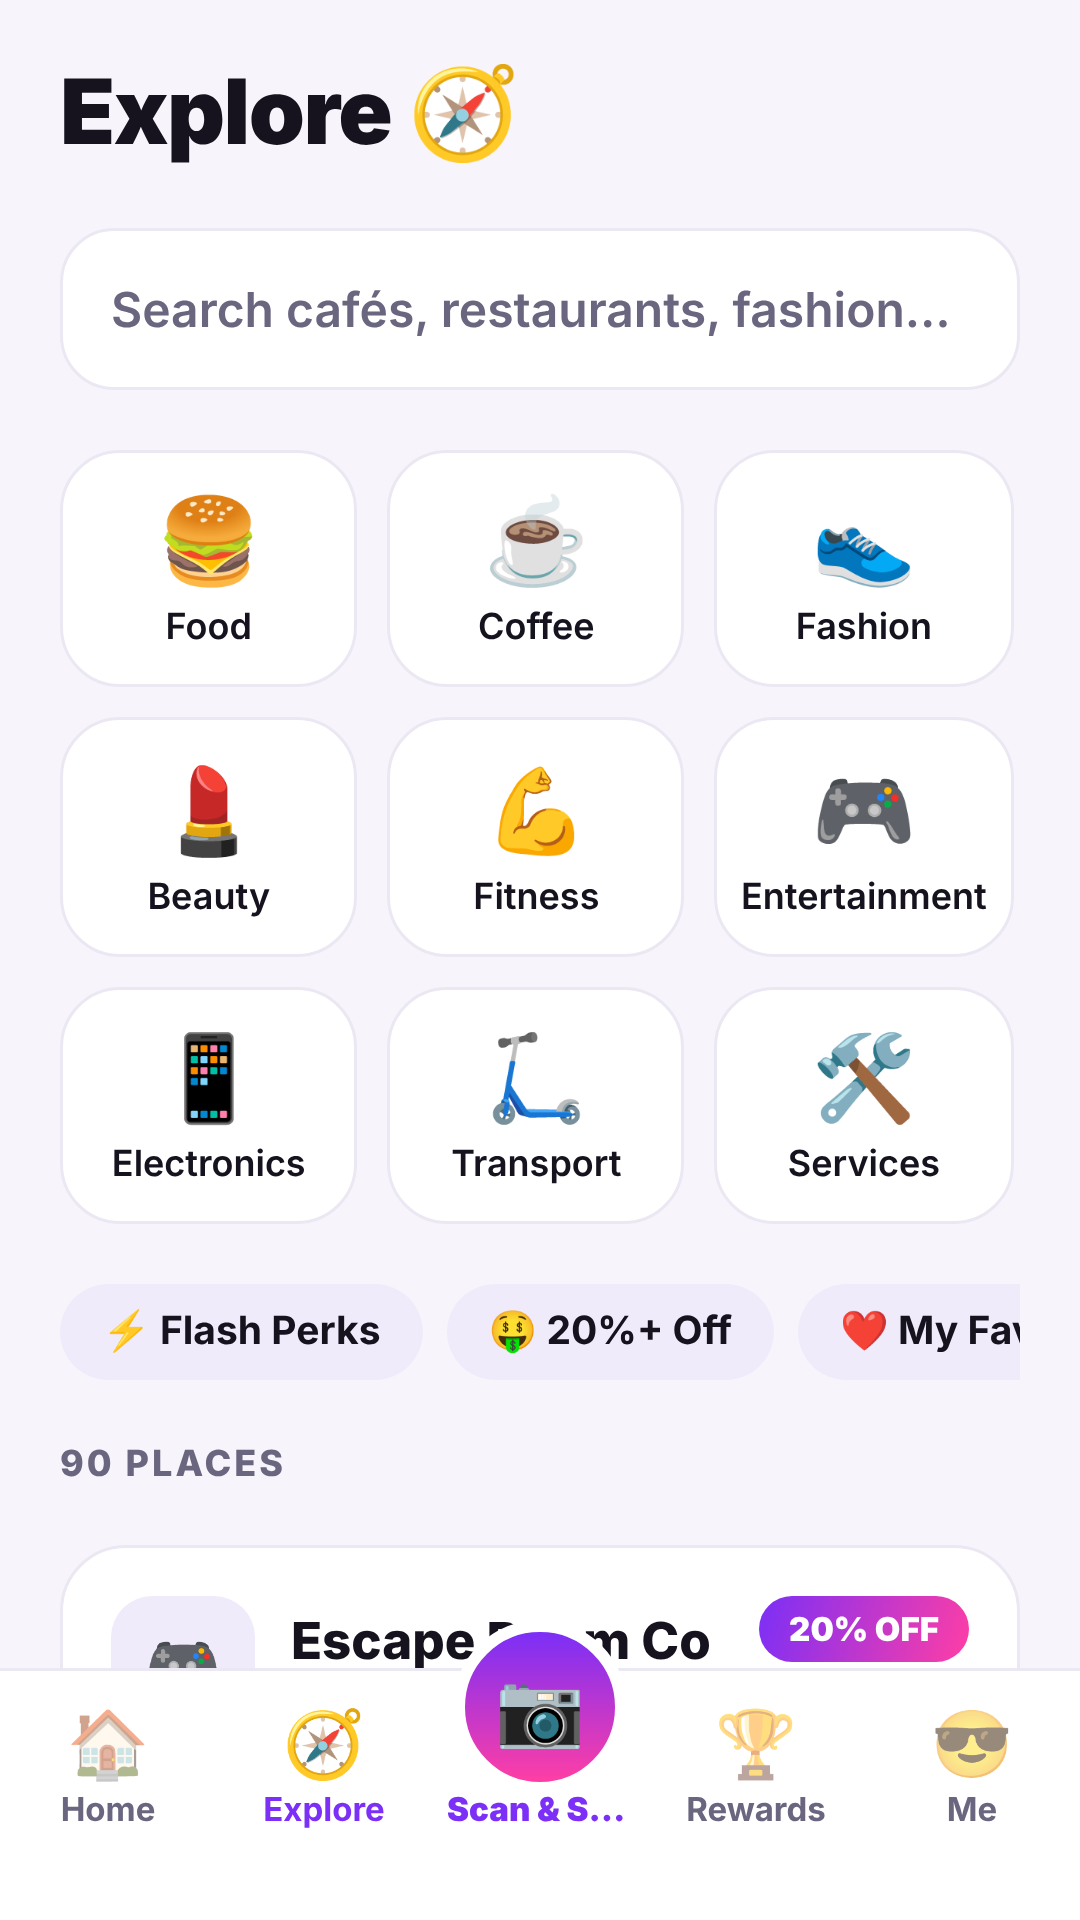 Explore
Search cafés, restaurants, fashion...
Food
Coffee
Fashion
Beauty
Fitness
Entertainment
Electronics
Transport
Services
Flash Perks
20%+ Off
My Fav
90 PLACES
Escape Co
20% OFF
Home
Explore
Scan & S...
Rewards
Me